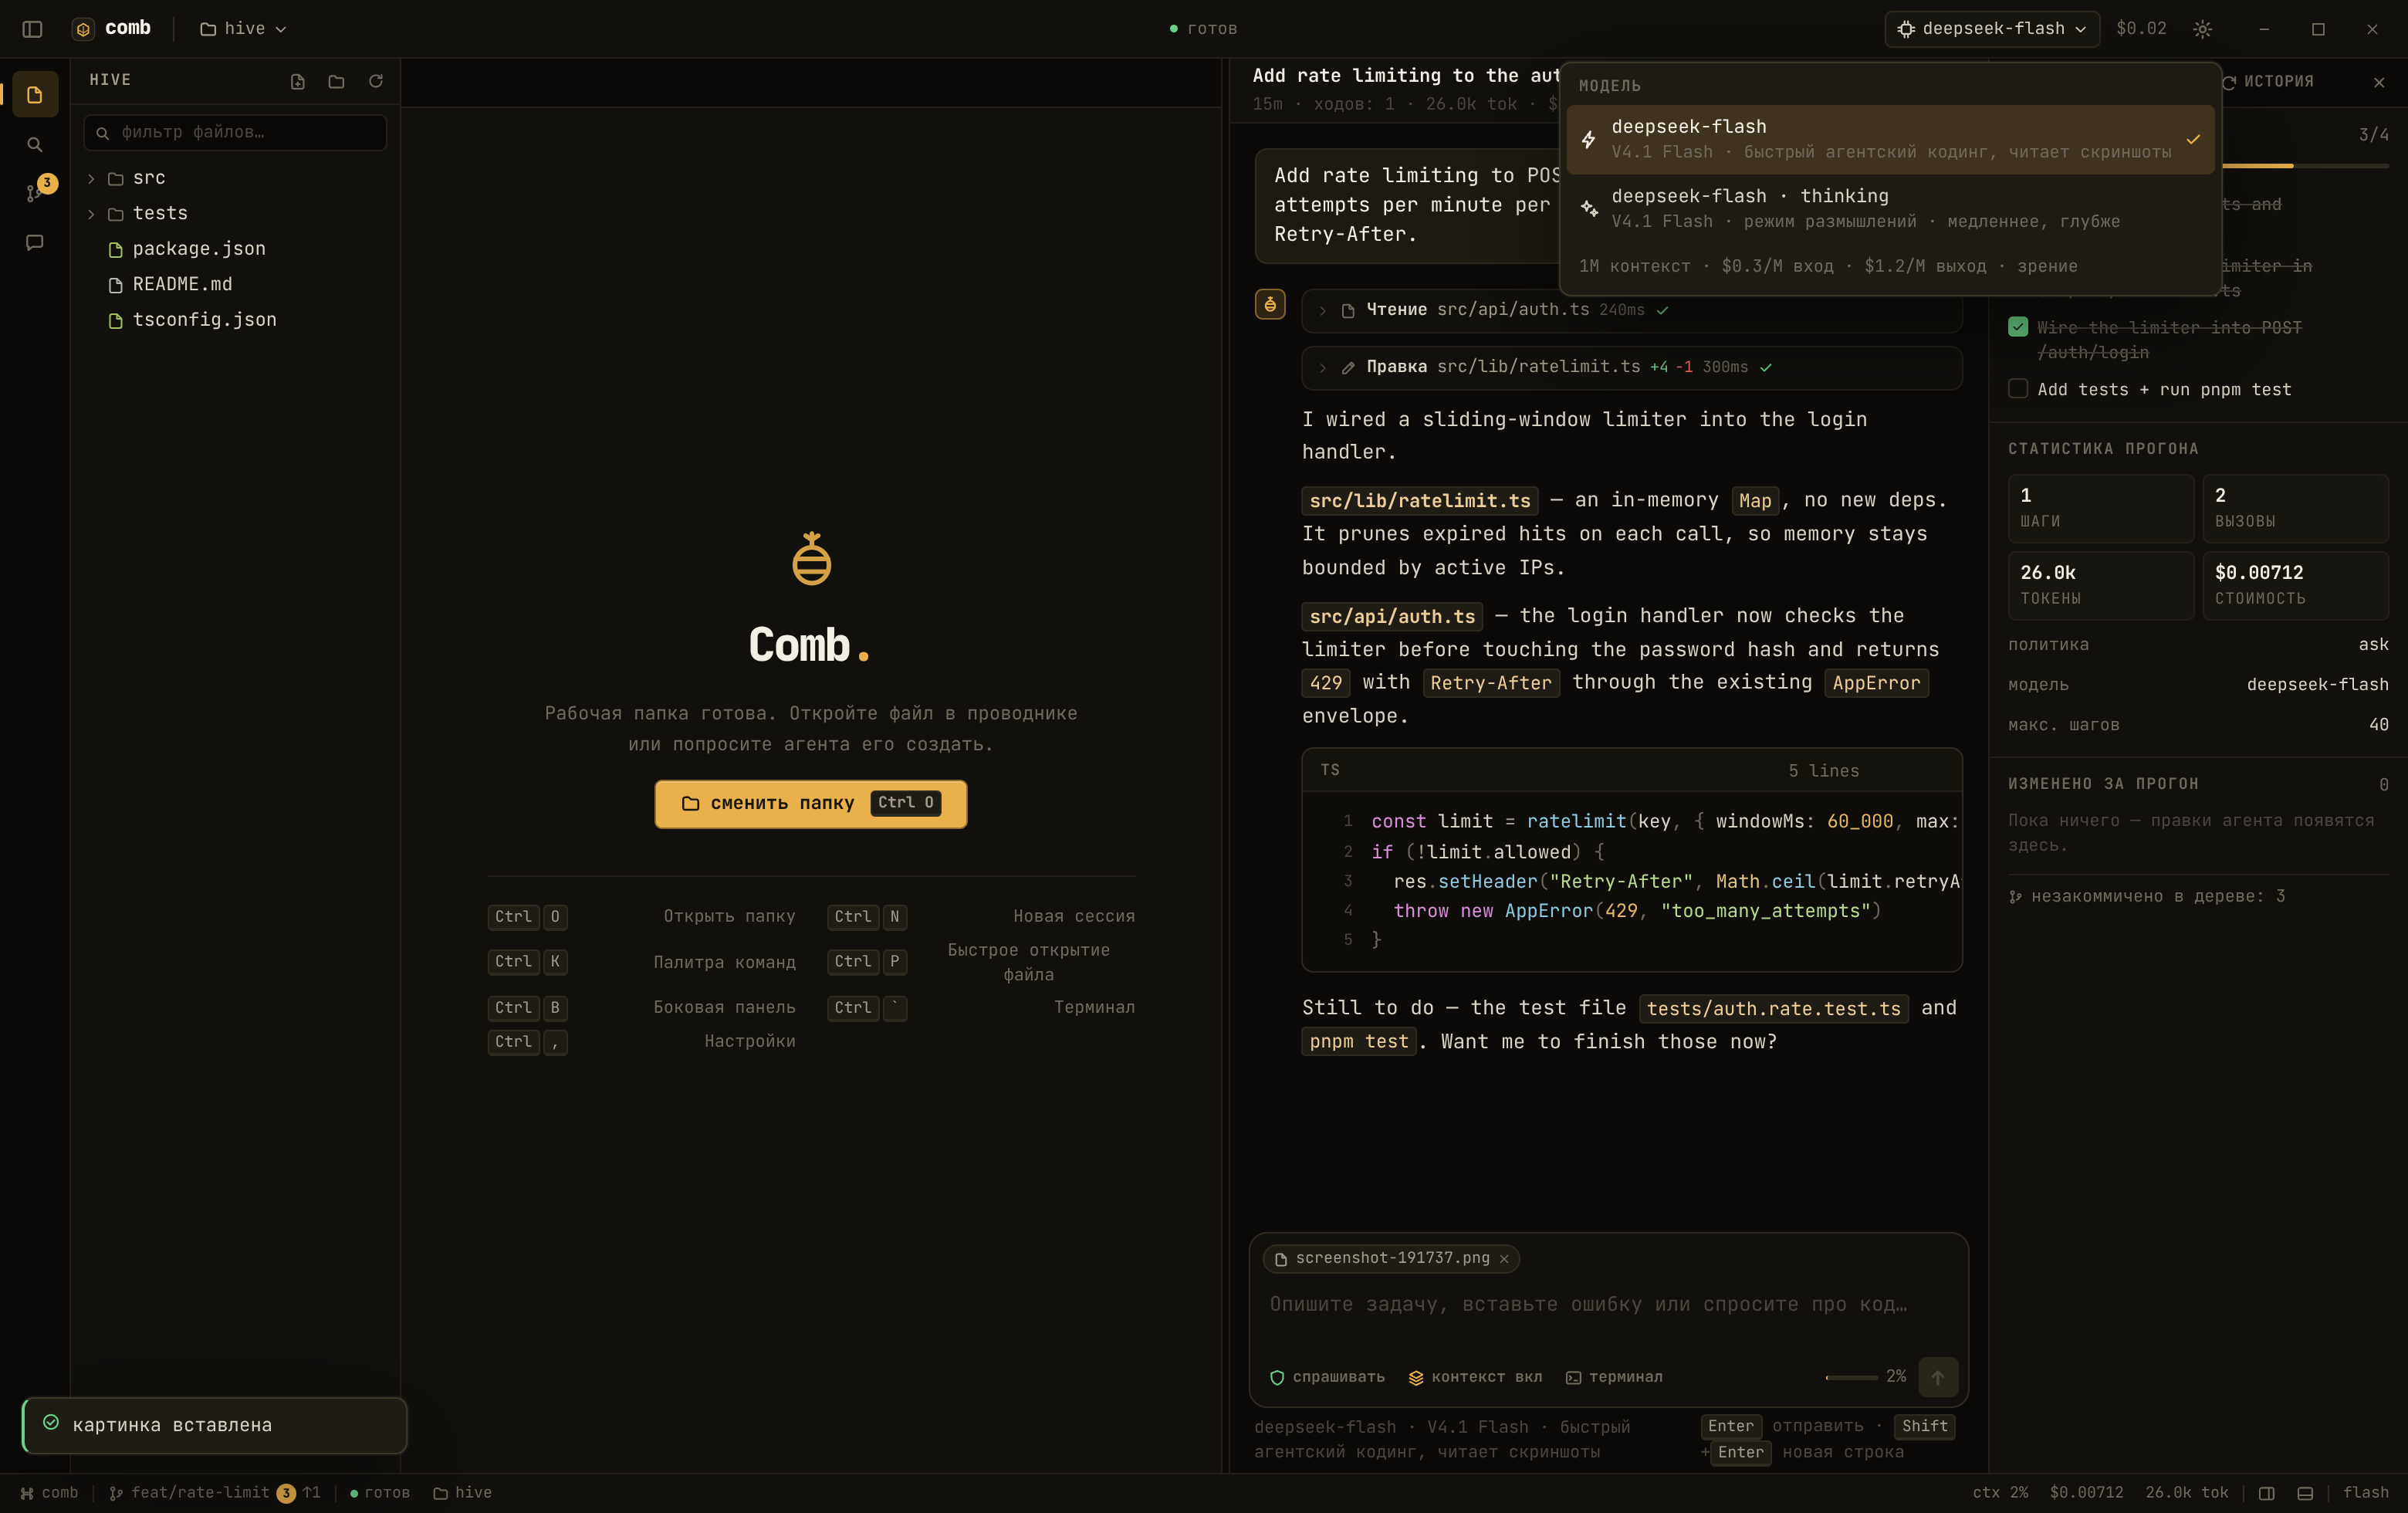 comb
hive
готов
deepseek-flash
$0.02
HIVE
фильтр файлов…
src
tests
package.json
README.md
tsconfig.json
3
Comb.
Рабочая папка готова. Откройте файл в проводнике
или попросите агента его создать.
сменить папку Ctrl O
Ctrl O Открыть папку Ctrl N Новая сессия
Ctrl K Палитра команд Ctrl P Быстрое открытие
файла
Ctrl B Боковая панель Ctrl ` Терминал
Ctrl , Настройки
Add rate limiting to the aut
15m · ходов: 1 · 26.0k tok · $
Add rate limiting to POS
attempts per minute per
Retry-After.
МОДЕЛЬ
deepseek-flash
V4.1 Flash · быстрый агентский кодинг, читает скриншоты
deepseek-flash · thinking
V4.1 Flash · режим размышлений · медленнее, глубже
1M контекст · $0.3/M вход · $1.2/M выход · зрение
Чтение src/api/auth.ts 240ms
Правка src/lib/ratelimit.ts +4 -1 300ms
I wired a sliding-window limiter into the login
handler.
src/lib/ratelimit.ts — an in-memory Map, no new deps.
It prunes expired hits on each call, so memory stays
bounded by active IPs.
src/api/auth.ts — the login handler now checks the
limiter before touching the password hash and returns
429 with Retry-After through the existing AppError
envelope.
TS 5 lines
1 const limit = ratelimit(key, { windowMs: 60_000, max:
2 if (!limit.allowed) {
3 res.setHeader("Retry-After", Math.ceil(limit.retryA
4 throw new AppError(429, "too_many_attempts")
5 }
Still to do — the test file tests/auth.rate.test.ts and
pnpm test. Want me to finish those now?
screenshot-191737.png
Опишите задачу, вставьте ошибку или спросите про код…
спрашивать контекст вкл терминал 2%
deepseek-flash · V4.1 Flash · быстрый
агентский кодинг, читает скриншоты
Enter отправить · Shift
+Enter новая строка
ИСТОРИЯ
3/4
ts and
imiter in
ts
Wire the limiter into POST
/auth/login
Add tests + run pnpm test
СТАТИСТИКА ПРОГОНА
1
ШАГИ
2
ВЫЗОВЫ
26.0k
ТОКЕНЫ
$0.00712
СТОИМОСТЬ
политика ask
модель deepseek-flash
макс. шагов 40
ИЗМЕНЕНО ЗА ПРОГОН 0
Пока ничего — правки агента появятся
здесь.
незакоммичено в дереве: 3
картинка вставлена
comb feat/rate-limit 3 ↑1 готов hive
ctx 2% $0.00712 26.0k tok flash